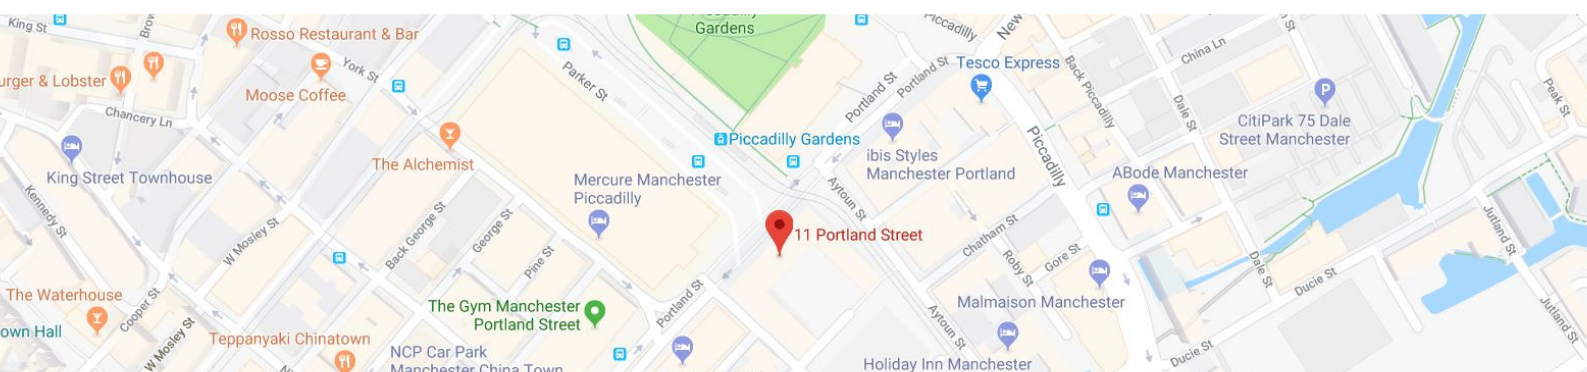 King St
Brow
Rosso Restaurant & Bar
urger & Lobster
York St
Moose Coffee
Chancery Ln
King Street Townhouse
Kennedy St
The Alchemist
W Mosley St
Back George St
George St
Pine St
The Waterhouse
Cooper St
own Hall
W Mosley St
Teppanyaki Chinatown
The Gym Manchester
Portland Street
NCP Car Park
Manchester China Town
Parker St
Gardens
Piccadilly Gardens
Mercure Manchester
Piccadilly
11 Portland Street
Portland St
Portland St
Portland St
Piccadilly
New
Tesco Express
ibis Styles
Manchester Portland
Aytoun St
Aytoun St
Chatham St
Roby St
Gore St
Piccadilly
Back Piccadilly
China Ln
Dale St
CitiPark 75 Dale
Street Manchester
ABode Manchester
Malmaison Manchester
Holiday Inn Manchester
Dale St
Ducie St
Ducie St
Peak St
Jutland St
Jutland St